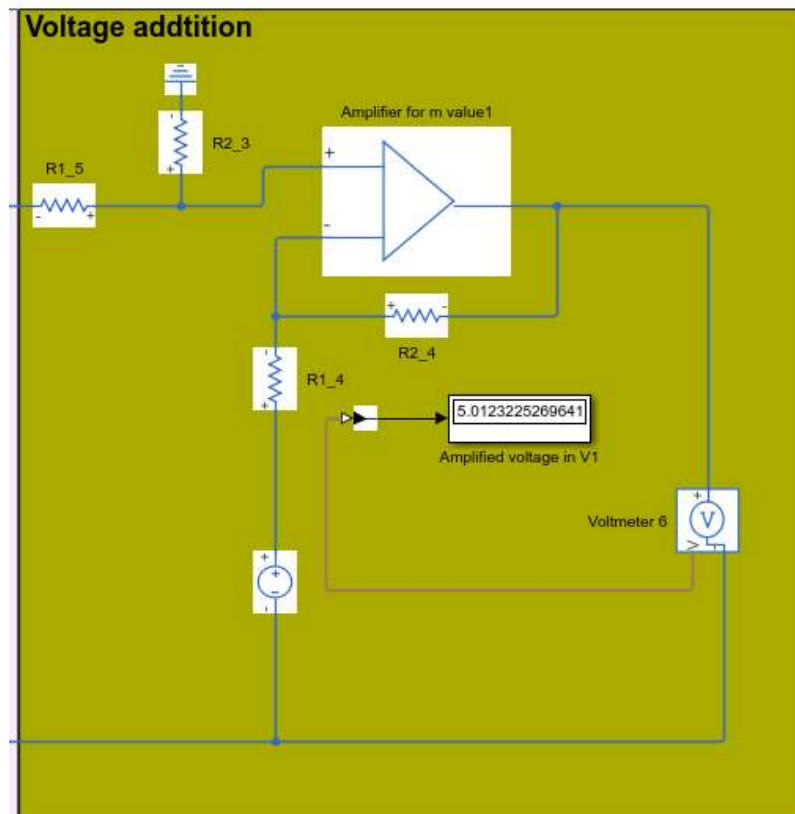 Voltage addtition
Amplifier for m value1
R2_3
R1_5
+
-
R2_4
R1_4
5.0123225269641
Amplified voltage in V1
Voltmeter 6
V
V